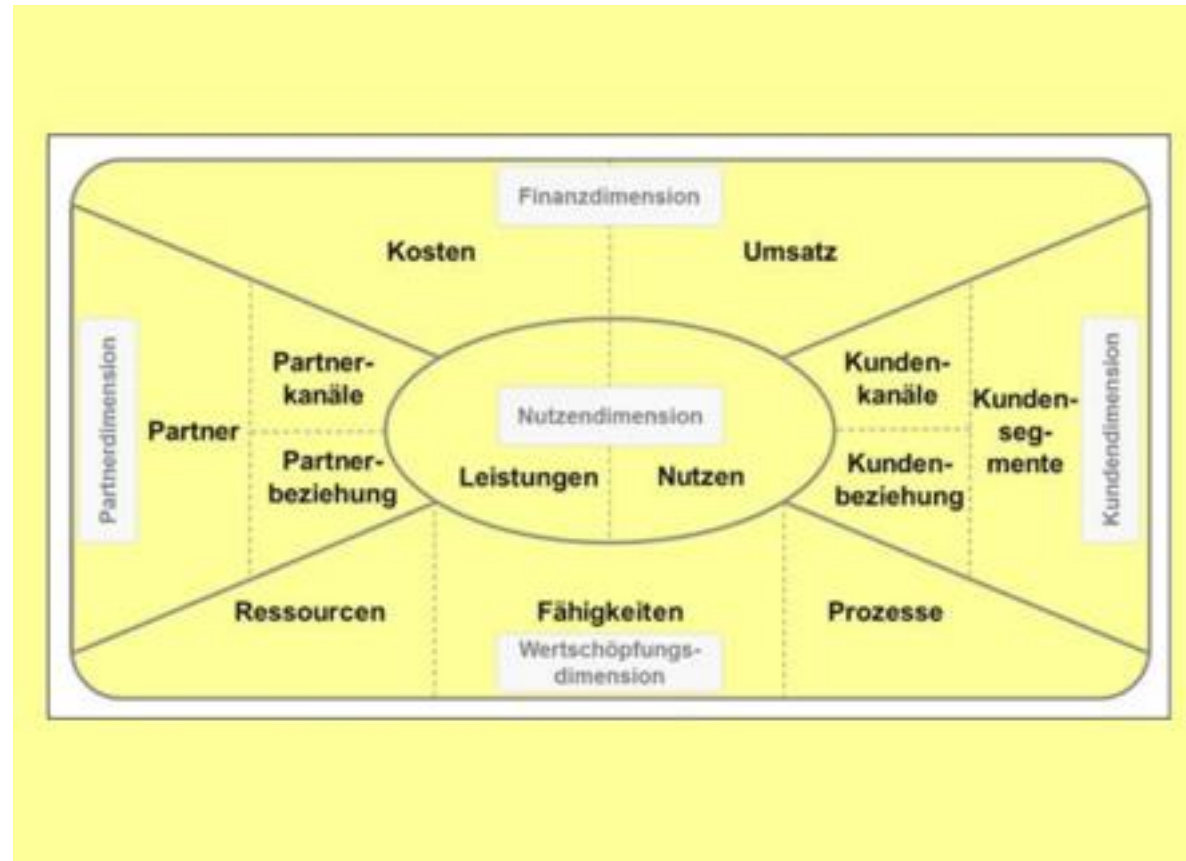 Finanzdimension
Kosten
Umsatz
Partnerdimension
Partner
Partner-
kanäle
Partner-
beziehung
Nutzendimension
Leistungen
Nutzen
Kunden-
kanäle
Kunden-
beziehung
Kunden-
seg-
mente
Kundendimension
Ressourcen
Fähigkeiten
Prozesse
Wertschöpfungs-
dimension